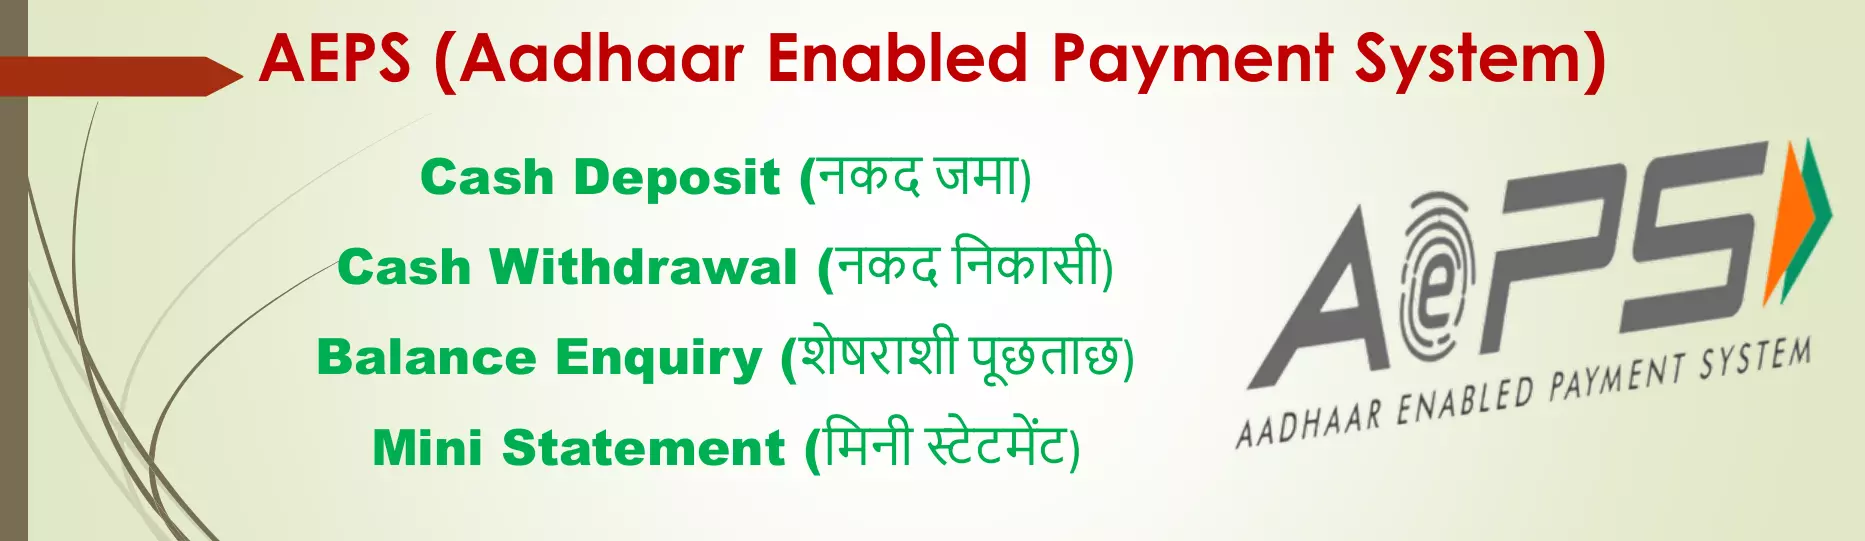 AEPS (Aadhaar Enabled Payment System)
Cash Deposit (नकद जमा)
Cash Withdrawal (नकद निकासी)
Balance Enquiry (शेषराशी पूछताछ)
Mini Statement (मिनी स्टेटमेंट)
AePS
AADHAAR ENABLED PAYMENT SYSTEM